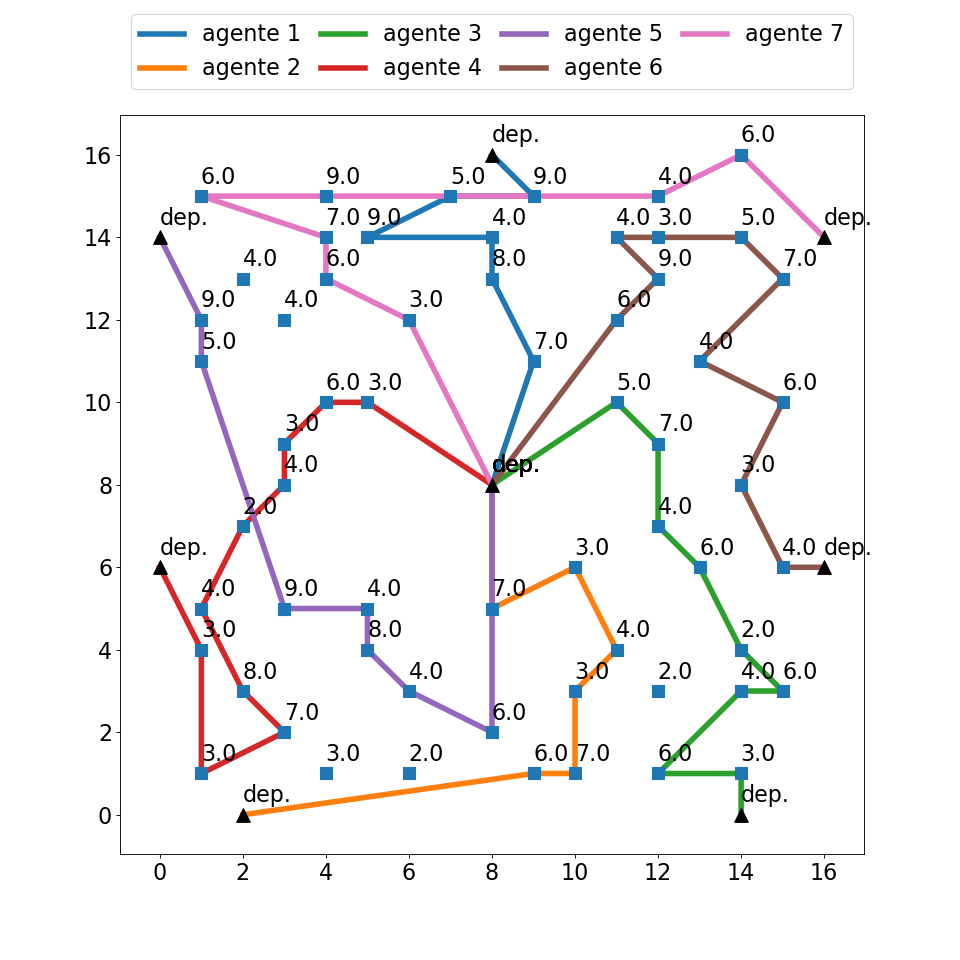 agente 1 agente 3 agente 5 agente 7
agente 2 agente 4 agente 6
dep. 6.0
6.0 9.0 5.0 9.0 4.0
16
dep. 7.0 9.0 4.0 4.0 3.0 5.0 dep.
14
4.0 6.0 8.0 9.0 7.0
9.0 4.0 3.0 6.0
12
5.0 7.0 4.0
6.0 3.0 5.0 6.0
10
3.0 7.0
4.0 dep. dep. 3.0
8
2.0 4.0
dep. 3.0 6.0 4.0 dep.
6
4.0 9.0 4.0 7.0
3.0 8.0 4.0 2.0
4
8.0 4.0 3.0 2.0 4.0 6.0
7.0 6.0
2
3.0 3.0 2.0 6.0 7.0 6.0 3.0
dep. dep.
0
0 2 4 6 8 10 12 14 16